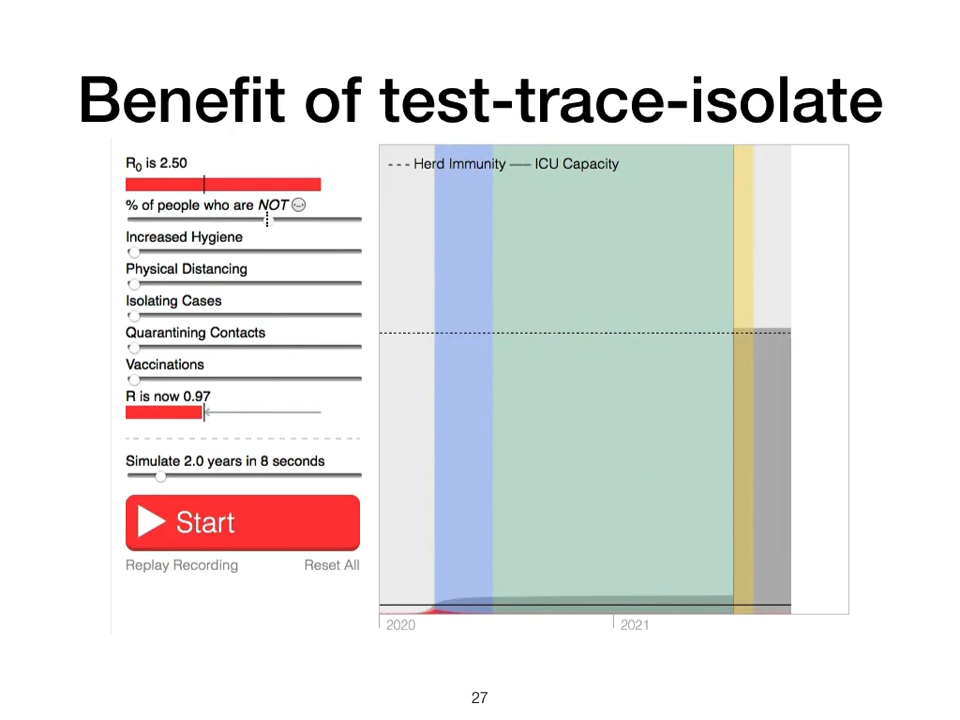 Benefit of test-trace-isolate
R0 is 2.50
% of people who are NOT
Increased Hygiene
Physical Distancing
Isolating Cases
Quarantining Contacts
Vaccinations
R is now 0.97
Simulate 2.0 years in 8 seconds
Start
Replay Recording Reset All
--- Herd Immunity — ICU Capacity
2020 2021
27